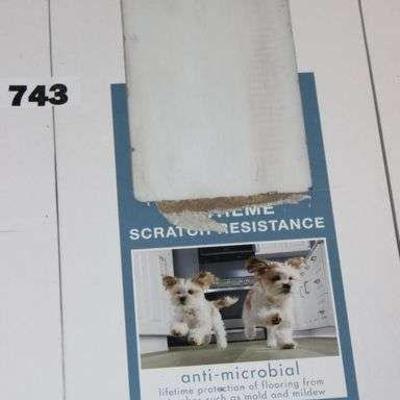 743
SCRATCH RESISTANCE
anti-microbial
lifetime protection of flooring from
such as mold and mildew